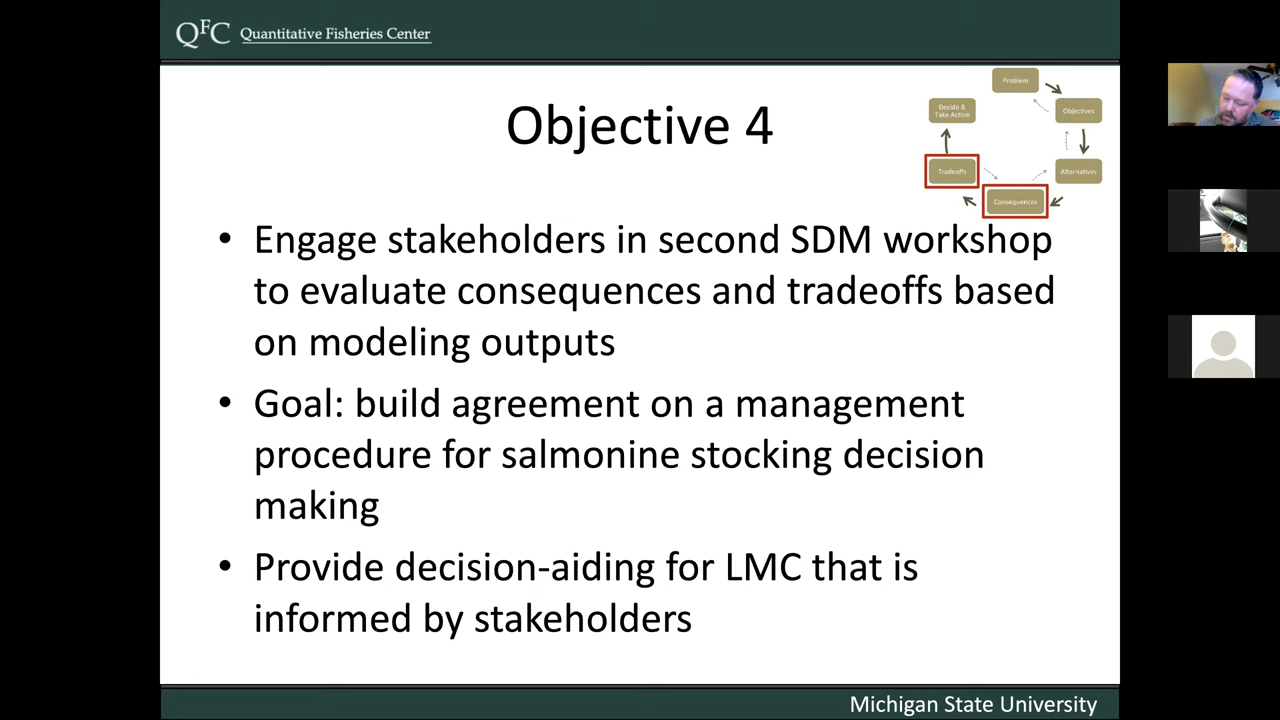 QFC Quantitative Fisheries Center
Objective 4
Problem
Objectives
Alternatives
Consequences
Tradeoffs
Decide &
Take Action
• Engage stakeholders in second SDM workshop
to evaluate consequences and tradeoffs based
on modeling outputs
• Goal: build agreement on a management
procedure for salmonine stocking decision
making
• Provide decision-aiding for LMC that is
informed by stakeholders
Michigan State University